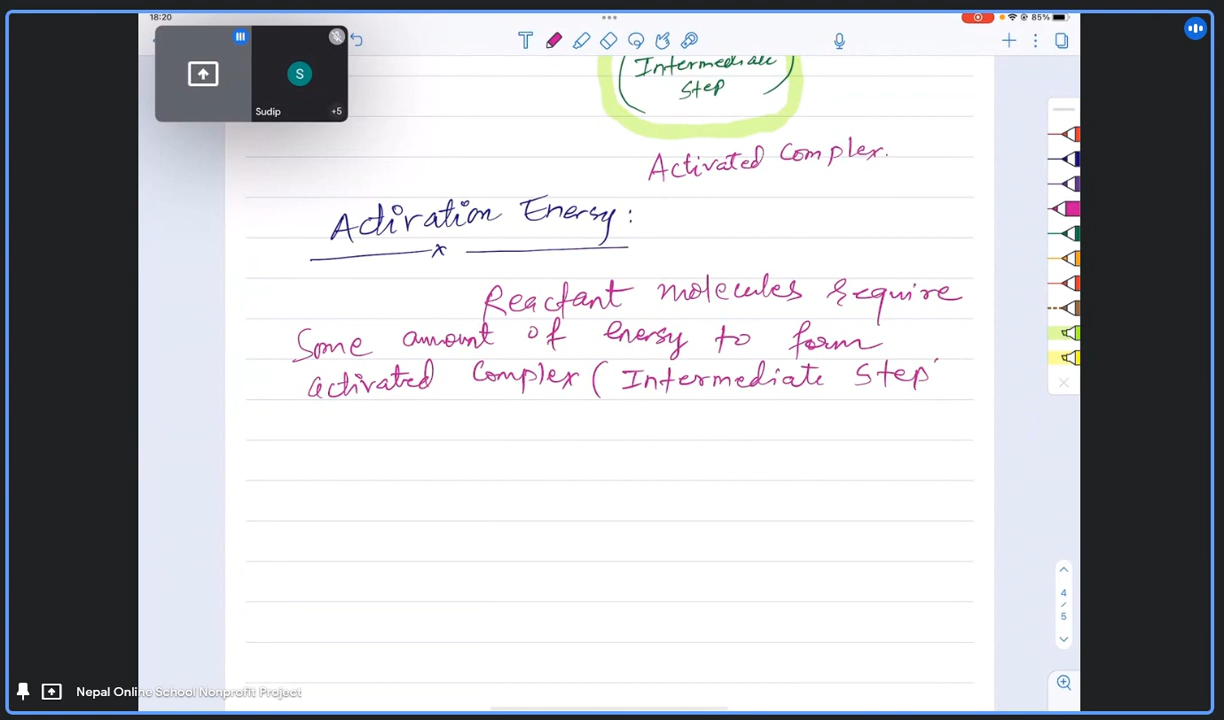 18:20
85%
S
Sudip
+5
T
Intermediate
Step
Activated Complex.
Activation Energy:
Reactant molecules require
Some amount of energy to form
activated Complex (Intermediate Step
4
/
5
Nepal Online School Nonprofit Project